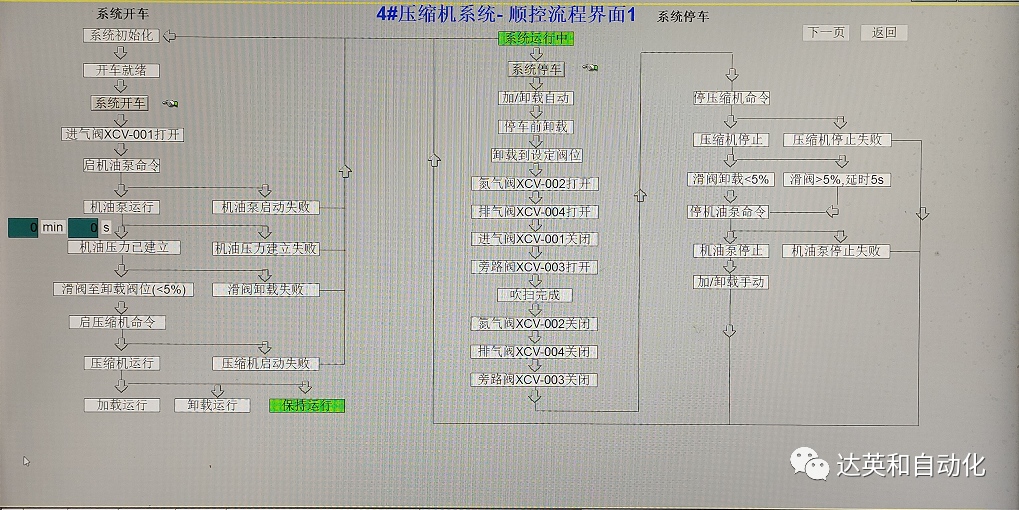 系统开车
4#压缩机系统- 顺控流程界面1
系统停车
下一页
返回
系统初始化
开车就绪
系统开车
进气阀XCV-001打开
启机油泵命令
机油泵运行
机油泵启动失败
0 min 0 s
机油压力已建立
机油压力建立失败
滑阀至卸载阀位(<5%)
滑阀卸载失败
启压缩机命令
压缩机运行
压缩机启动失败
加载运行
卸载运行
保持运行
系统运行中
系统停车
加/卸载自动
停车前卸载
卸载到设定阀位
氮气阀XCV-002打开
排气阀XCV-004打开
进气阀XCV-001关闭
旁路阀XCV-003打开
吹扫完成
氮气阀XCV-002关闭
排气阀XCV-004关闭
旁路阀XCV-003关闭
停压缩机命令
压缩机停止
压缩机停止失败
滑阀卸载<5%
滑阀>5%,延时5s
停机油泵命令
机油泵停止
机油泵停止失败
加/卸载手动
达英和自动化